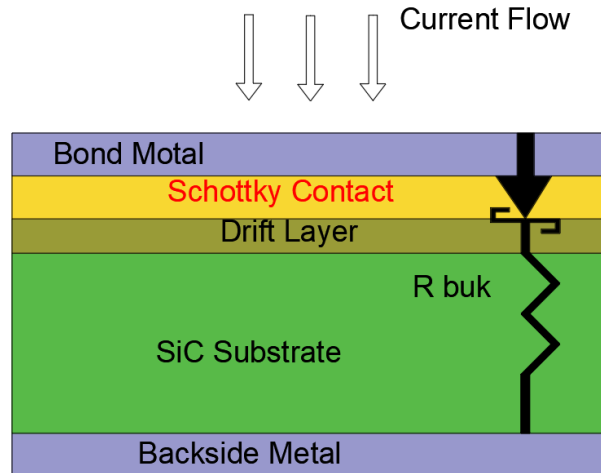 Current Flow
Bond Motal
Schottky Contact
Drift Layer
R buk
SiC Substrate
Backside Metal